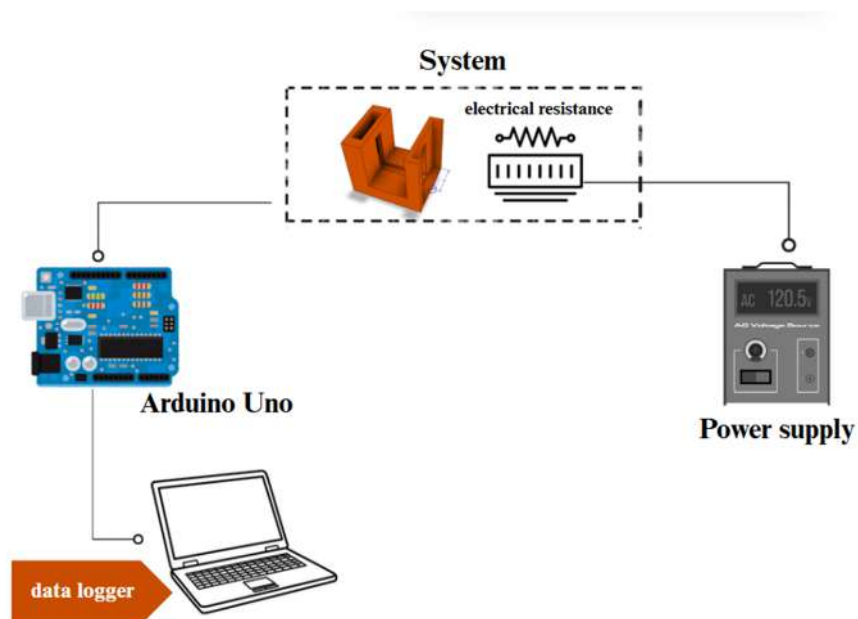 System
electrical resistance
AC 120.5v
AC Voltage Source
Arduino Uno
Power supply
data logger